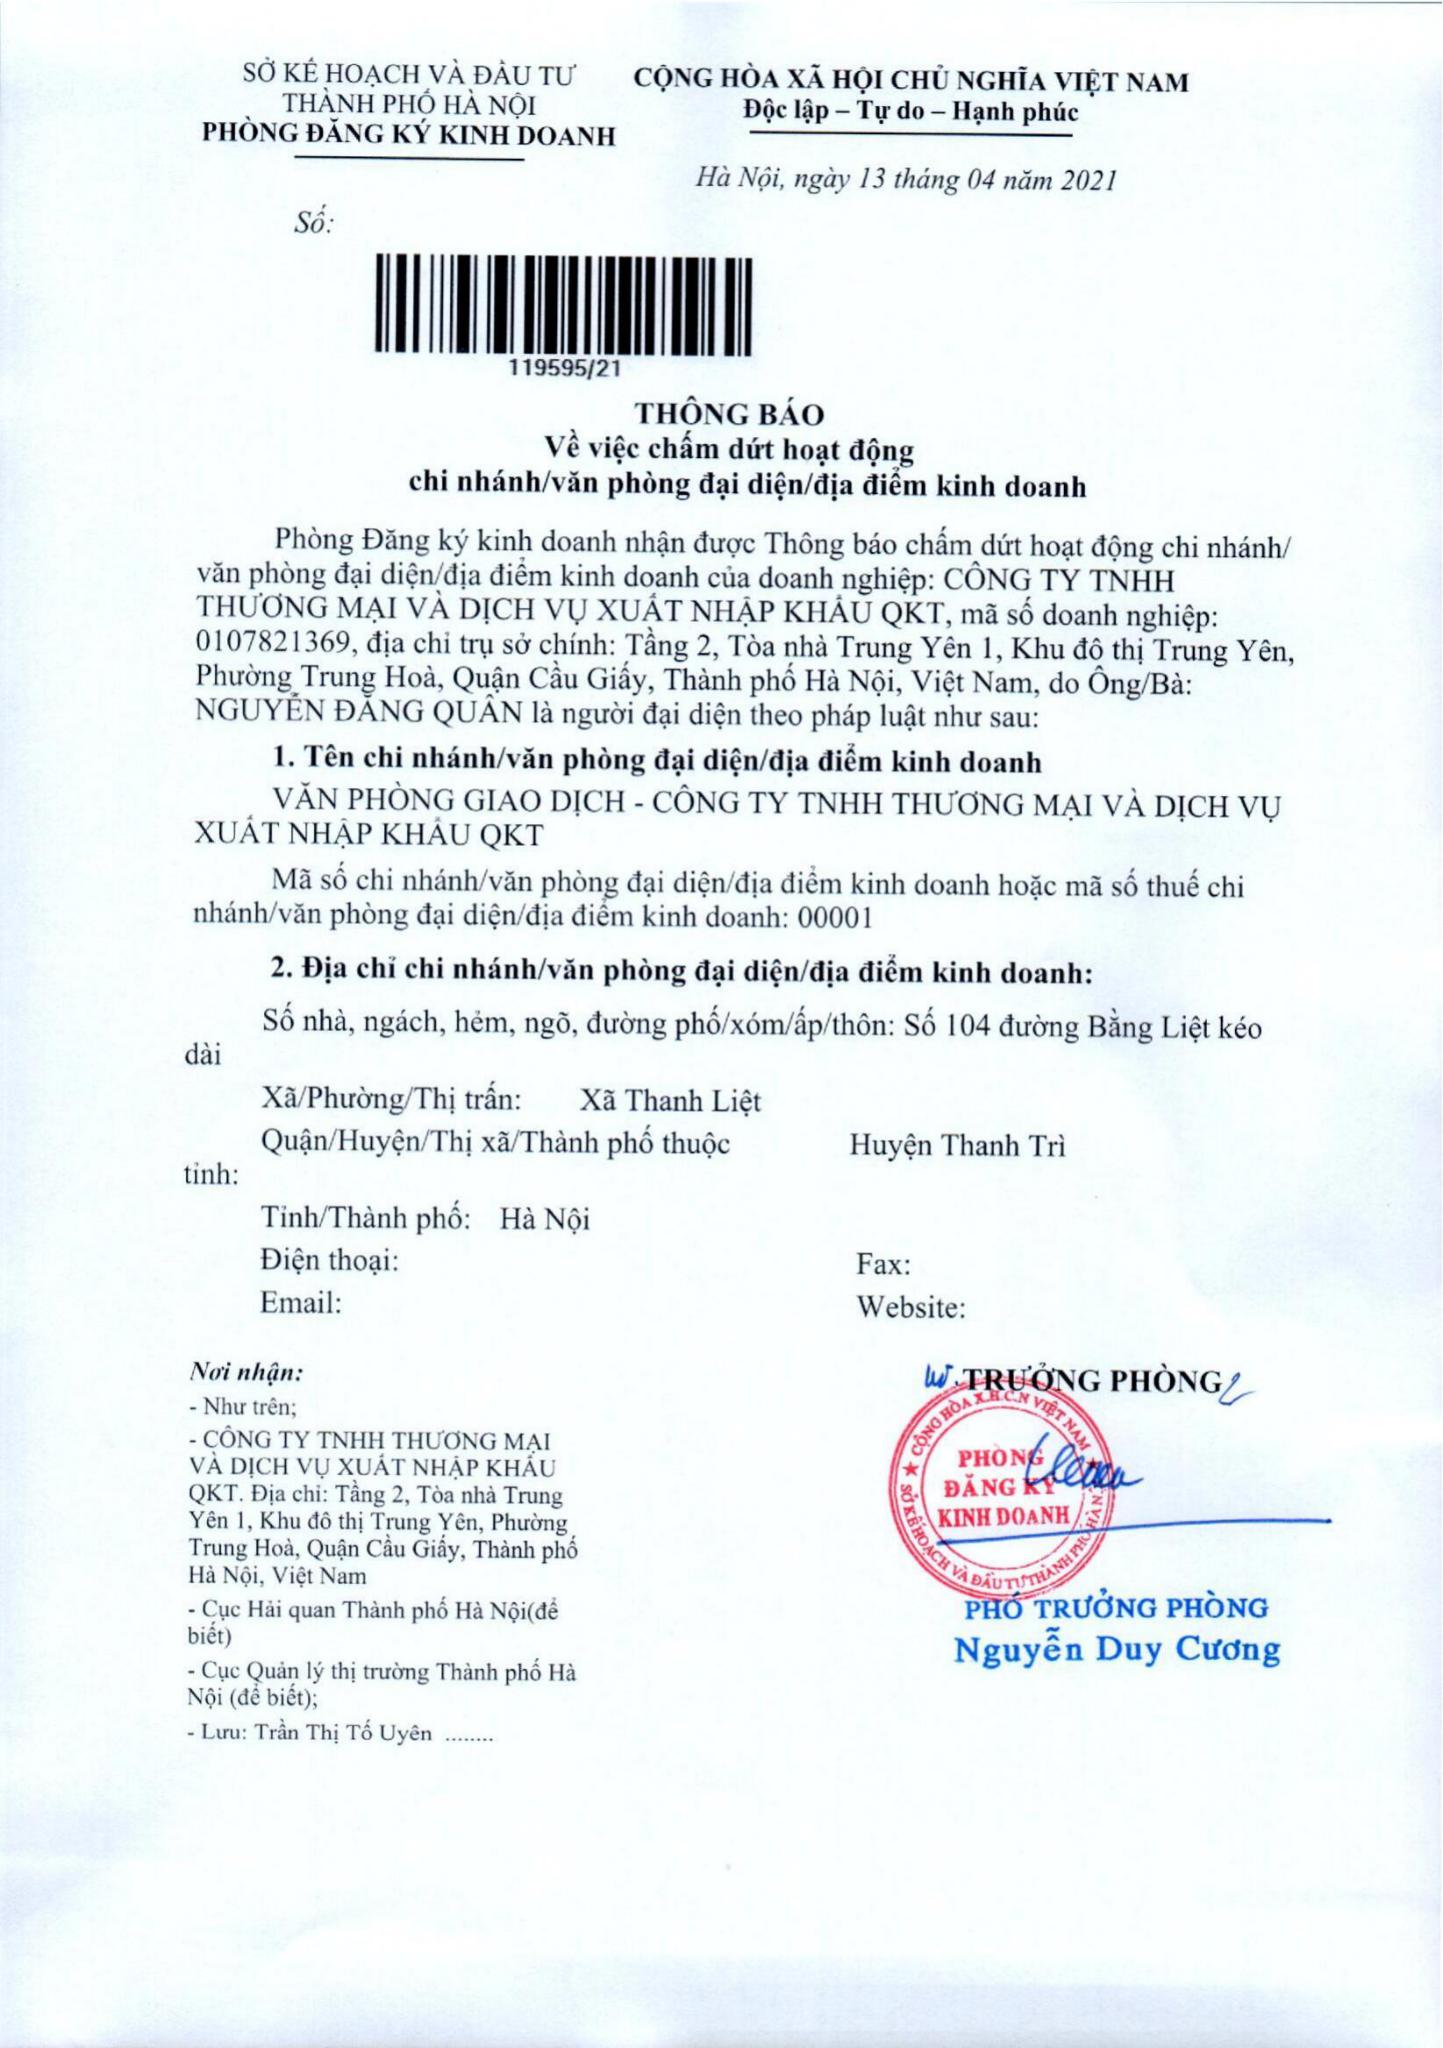 SỞ KẾ HOẠCH VÀ ĐẦU TƯ
THÀNH PHỐ HÀ NỘI
PHÒNG ĐĂNG KÝ KINH DOANH
CỘNG HÒA XÃ HỘI CHỦ NGHĨA VIỆT NAM
Độc lập – Tự do – Hạnh phúc
Hà Nội, ngày 13 tháng 04 năm 2021
Số:
119595/21
THÔNG BÁO
Về việc chấm dứt hoạt động
chi nhánh/văn phòng đại diện/địa điểm kinh doanh
Phòng Đăng ký kinh doanh nhận được Thông báo chấm dứt hoạt động chi nhánh/
văn phòng đại diện/địa điểm kinh doanh của doanh nghiệp: CÔNG TY TNHH
THƯƠNG MẠI VÀ DỊCH VỤ XUẤT NHẬP KHẨU QKT, mã số doanh nghiệp:
0107821369, địa chỉ trụ sở chính: Tầng 2, Tòa nhà Trung Yên 1, Khu đô thị Trung Yên,
Phường Trung Hoà, Quận Cầu Giấy, Thành phố Hà Nội, Việt Nam, do Ông/Bà:
NGUYỄN ĐĂNG QUÂN là người đại diện theo pháp luật như sau:
1. Tên chi nhánh/văn phòng đại diện/địa điểm kinh doanh
VĂN PHÒNG GIAO DỊCH - CÔNG TY TNHH THƯƠNG MẠI VÀ DỊCH VỤ
XUẤT NHẬP KHẨU QKT
Mã số chi nhánh/văn phòng đại diện/địa điểm kinh doanh hoặc mã số thuế chi
nhánh/văn phòng đại diện/địa điểm kinh doanh: 00001
2. Địa chỉ chi nhánh/văn phòng đại diện/địa điểm kinh doanh:
Số nhà, ngách, hẻm, ngõ, đường phố/xóm/ấp/thôn: Số 104 đường Bằng Liệt kéo
dài
Xã/Phường/Thị trấn: Xã Thanh Liệt
Quận/Huyện/Thị xã/Thành phố thuộc Huyện Thanh Trì
tỉnh:
Tỉnh/Thành phố: Hà Nội
Điện thoại: Fax:
Email: Website:
Nơi nhận:
- Như trên;
- CÔNG TY TNHH THƯƠNG MẠI
VÀ DỊCH VỤ XUẤT NHẬP KHẨU
QKT. Địa chỉ: Tầng 2, Tòa nhà Trung
Yên 1, Khu đô thị Trung Yên, Phường
Trung Hoà, Quận Cầu Giấy, Thành phố
Hà Nội, Việt Nam
- Cục Hải quan Thành phố Hà Nội(để
biết)
- Cục Quản lý thị trường Thành phố Hà
Nội (để biết);
- Lưu: Trần Thị Tố Uyên ........
TRƯỞNG PHÒNG
CỘNG HÒA X.H.C.N VIỆT NAM
PHÒNG
ĐĂNG KÝ
KINH DOANH
SỞ KẾ HOẠCH VÀ ĐẦU TƯ THÀNH PHỐ HÀ NỘI
PHÓ TRƯỞNG PHÒNG
Nguyễn Duy Cương